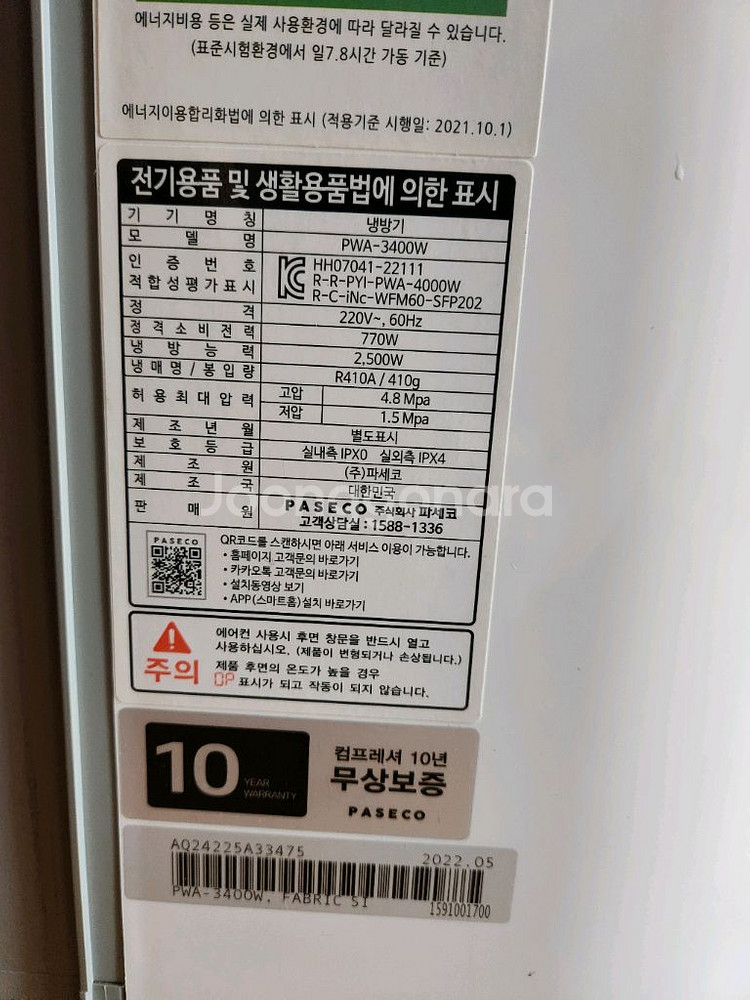 에너지비용 등은 실제 사용환경에 따라 달라질 수 있습니다.
(표준시험환경에서 일7.8시간 가동 기준)
에너지이용합리화법에 의한 표시 (적용기준 시행일: 2021.10.1)
전기용품 및 생활용품법에 의한 표시
기기명칭 냉방기
모델명 PWA-3400W
인증번호 HH07041-22111
적합성평가표시 R-R-PYI-PWA-4000W
R-C-iNc-WFM60-SFP202
정격 220V~, 60Hz
정격소비전력 770W
냉방능력 2,500W
냉매명/봉입량 R410A / 410g
허용최대압력 고압 4.8 Mpa
저압 1.5 Mpa
제조년월 별도표시
보호등급 실내측 IPX0 실외측 IPX4
제조원 (주)파세코
제조국 대한민국
판매원 PASECO 주식회사 파세코
고객상담실 : 1588-1336
Joonggonara
PASECO
QR코드를 스캔하시면 아래 서비스 이용이 가능합니다.
• 홈페이지 고객문의 바로가기
• 카카오톡 고객문의 바로가기
• 설치동영상 보기
• APP(스마트홈)설치 바로가기
주의
에어컨 사용시 후면 창문을 반드시 열고
사용하십시오. (제품이 변형되거나 손상됩니다.)
제품 후면의 온도가 높을 경우
OP 표시가 되고 작동이 되지 않습니다.
10 YEAR WARRANTY
컴프레셔 10년
무상보증
PASECO
AQ24225A33475 2022.05
PWA-3400W, FABRIC SI 1591001700